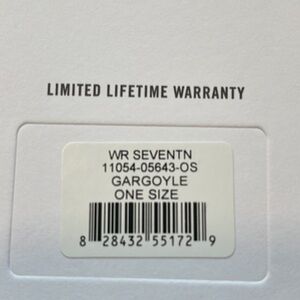 LIMITED LIFETIME WARRANTY
WR SEVENTN
11054-05643-OS
GARGOYLE
ONE SIZE
8 28432 55172 9